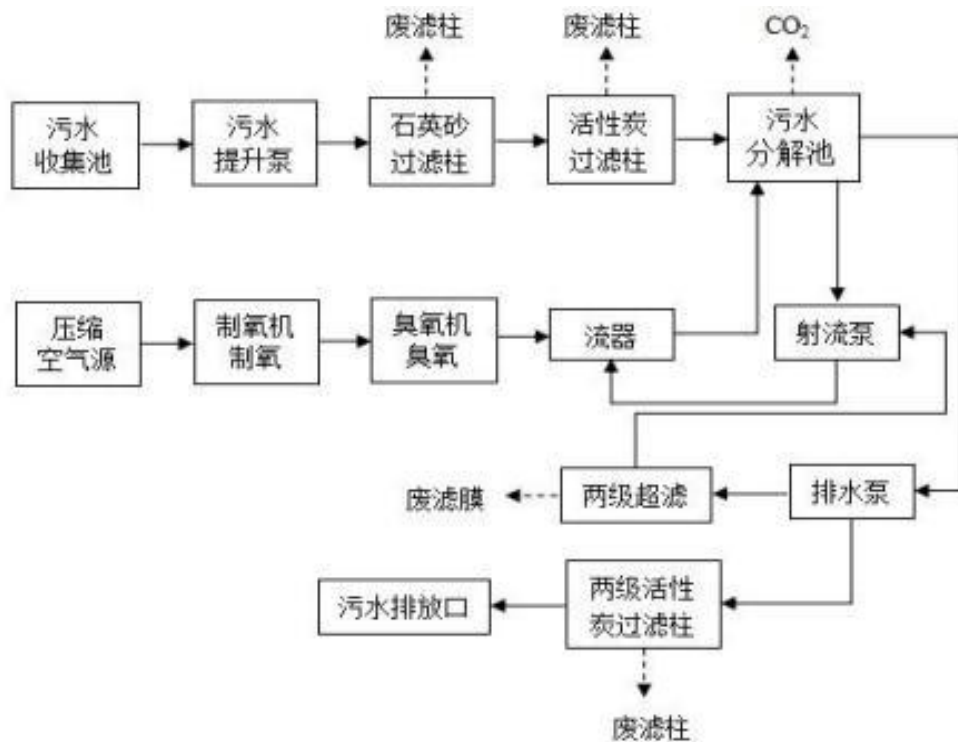 废滤柱
废滤柱
CO₂
污水
收集池
污水
提升泵
石英砂
过滤柱
活性炭
过滤柱
污水
分解池
压缩
空气源
制氧机
制氧
臭氧机
臭氧
流器
射流泵
废滤膜
两级超滤
排水泵
污水排放口
两级活性
炭过滤柱
废滤柱